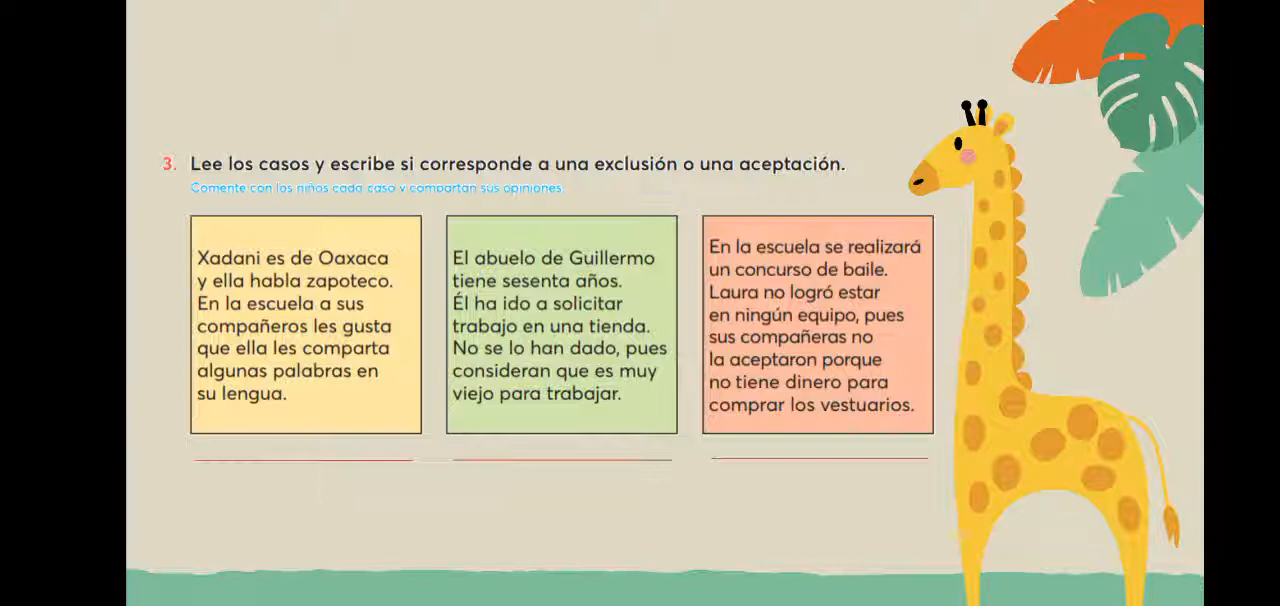 3. Lee los casos y escribe si corresponde a una exclusión o una aceptación.
Comente con los niños cada caso y compartan sus opiniones.
Xadani es de Oaxaca
y ella habla zapoteco.
En la escuela a sus
compañeros les gusta
que ella les comparta
algunas palabras en
su lengua.
El abuelo de Guillermo
tiene sesenta años.
Él ha ido a solicitar
trabajo en una tienda.
No se lo han dado, pues
consideran que es muy
viejo para trabajar.
En la escuela se realizará
un concurso de baile.
Laura no logró estar
en ningún equipo, pues
sus compañeras no
la aceptaron porque
no tiene dinero para
comprar los vestuarios.